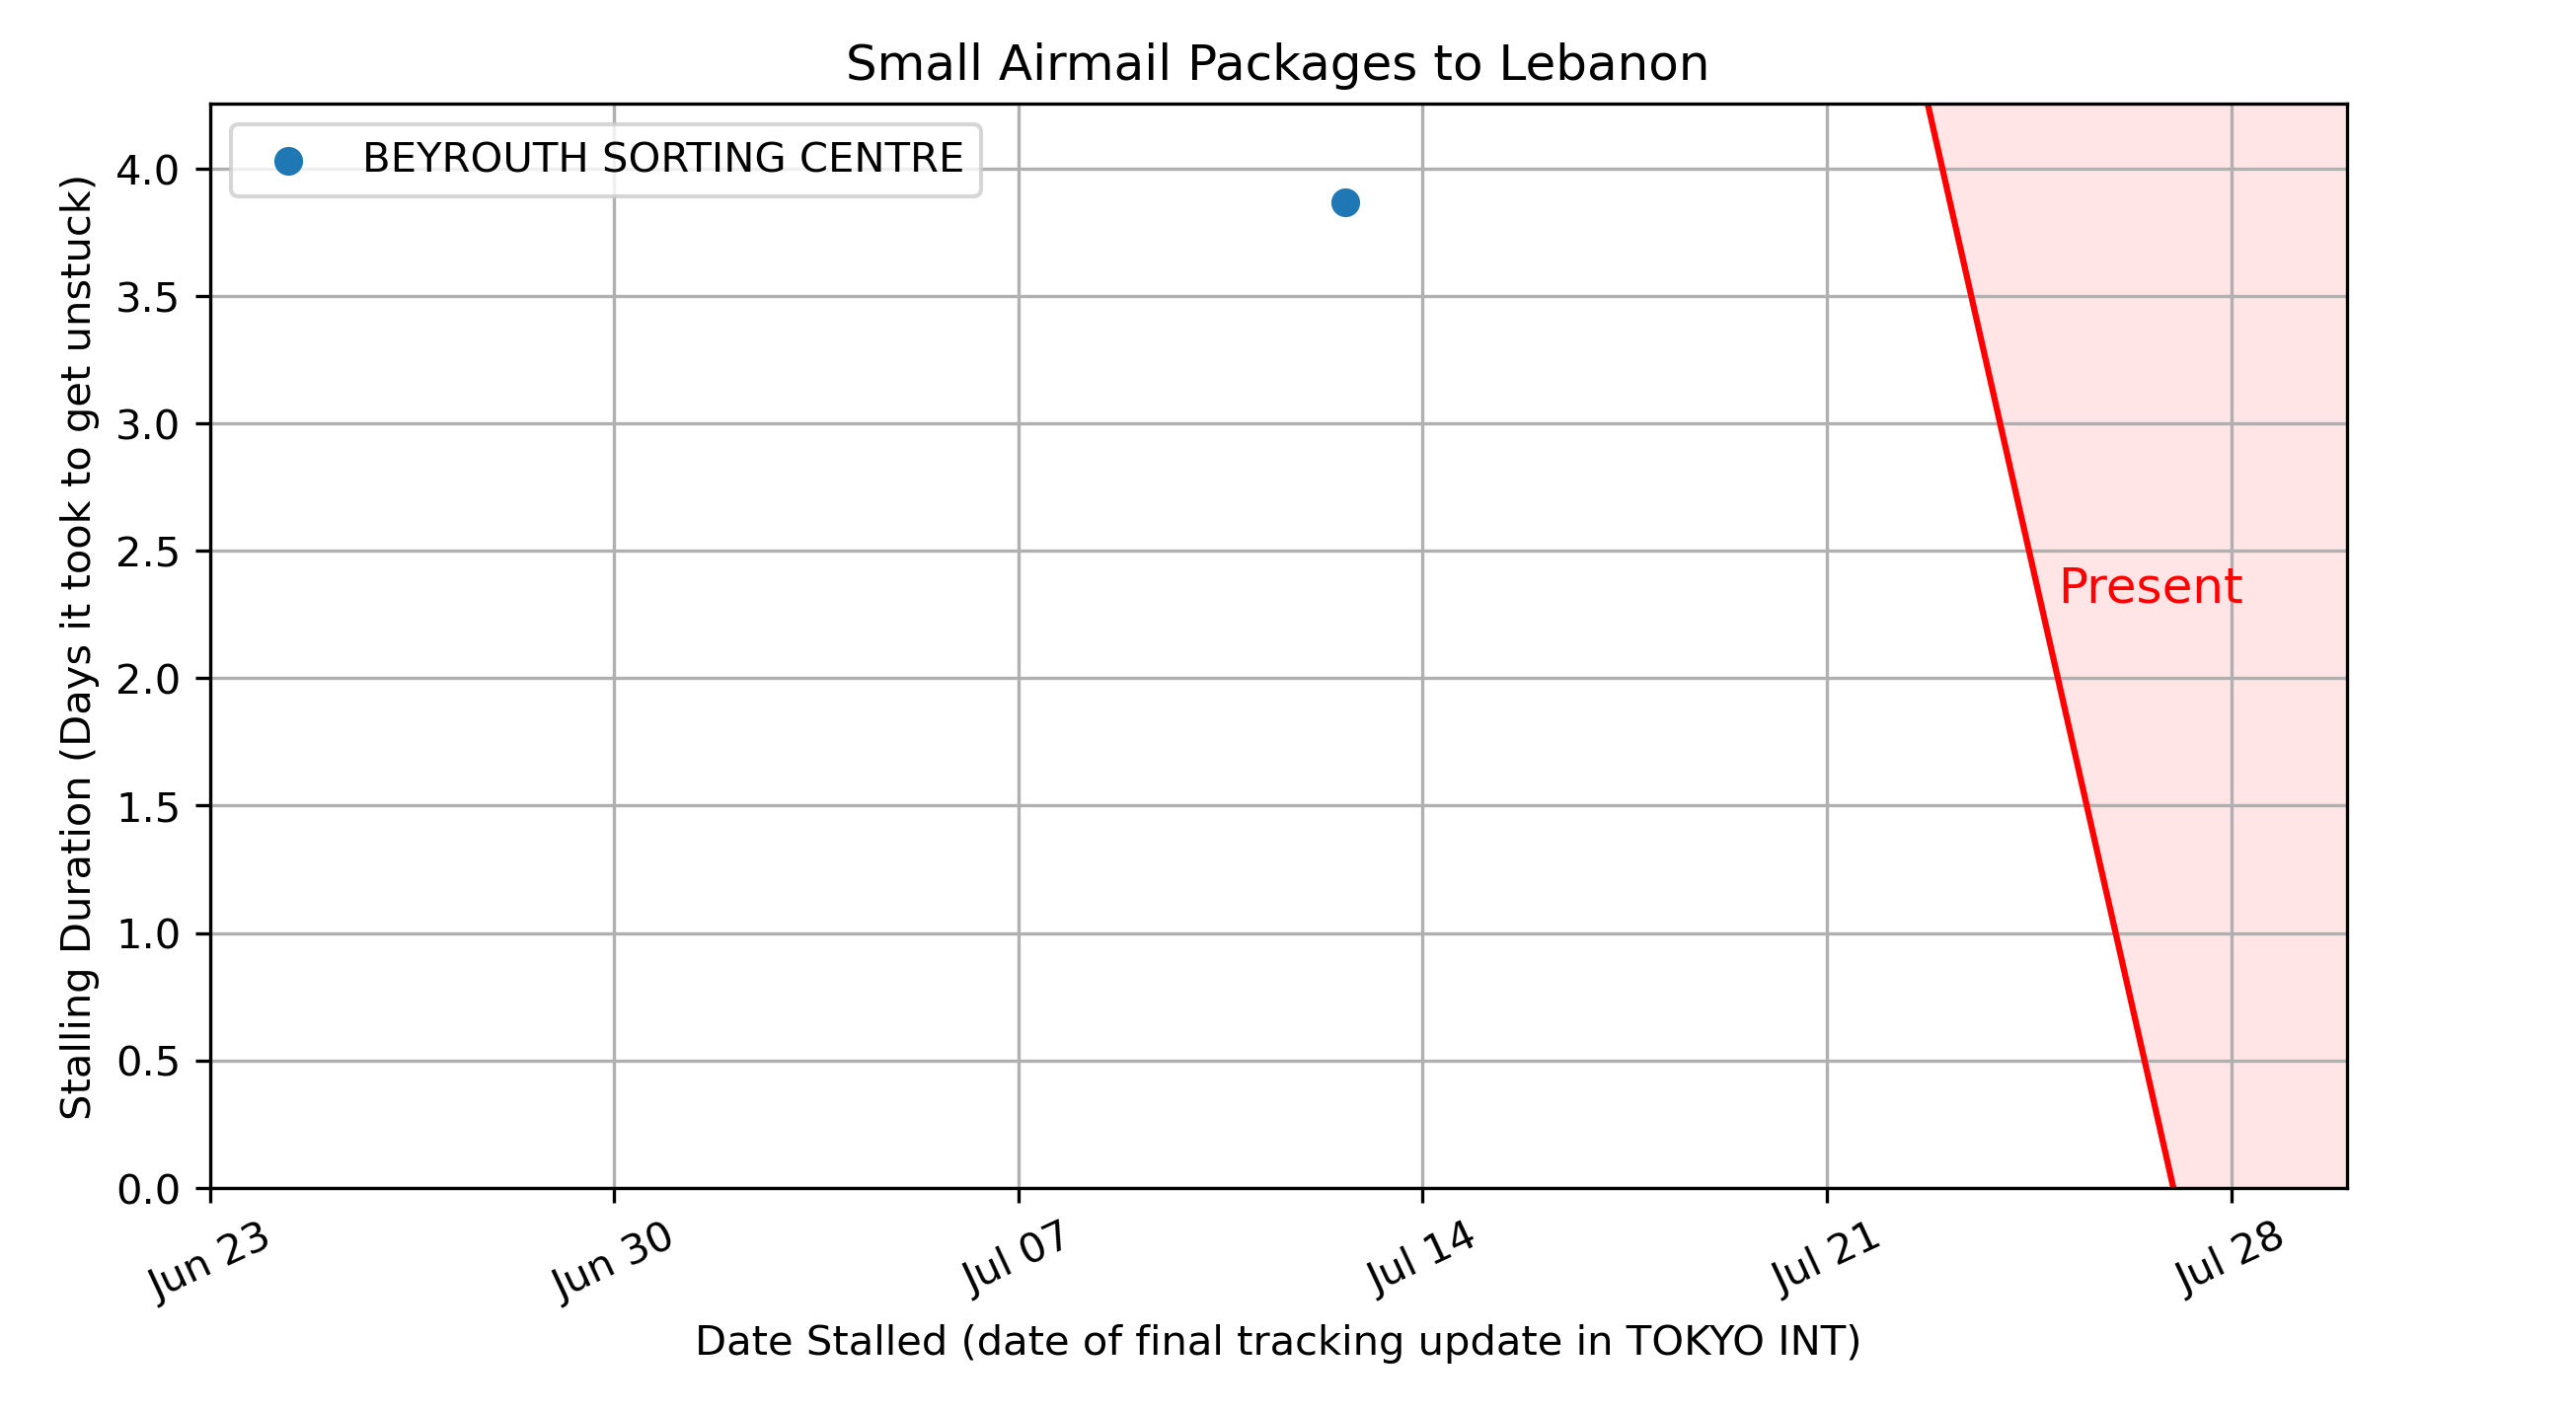 Small Airmail Packages to Lebanon
BEYROUTH SORTING CENTRE
Stalling Duration (Days it took to get unstuck)
4.0
3.5
3.0
2.5
2.0
1.5
1.0
0.5
0.0
Present
Jun 23
Jun 30
Jul 07
Jul 14
Jul 21
Jul 28
Date Stalled (date of final tracking update in TOKYO INT)